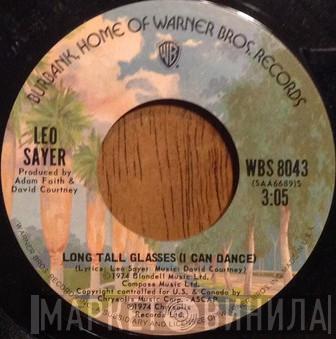 BURBANK, HOME OF WARNER BROS. RECORDS
WB
LEO
SAYER
Produced by
Adam Faith &
David Courtney
WBS 8043
(SAA6689)S
3:05
LONG TALL GLASSES (I CAN DANCE)
(Lyrics: Leo Sayer Music: David Courtney)
©1974 Blandell Music Ltd./
Compass Music Ltd.
Copyright controlled for U.S. & Canada by
Chrysalis Music Corp. -ASCAP
℗1974 Chrysalis
Records Ltd.